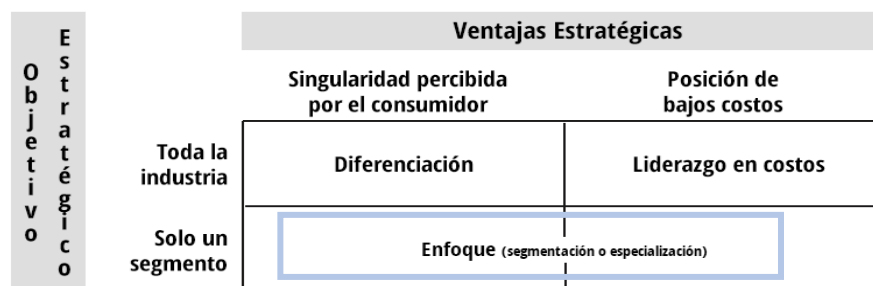 Ventajas Estratégicas
Objetivo
Estratégico
Singularidad percibida
por el consumidor
Posición de
bajos costos
Toda la
industria
Diferenciación
Liderazgo en costos
Solo un
segmento
Enfoque (segmentación o especialización)